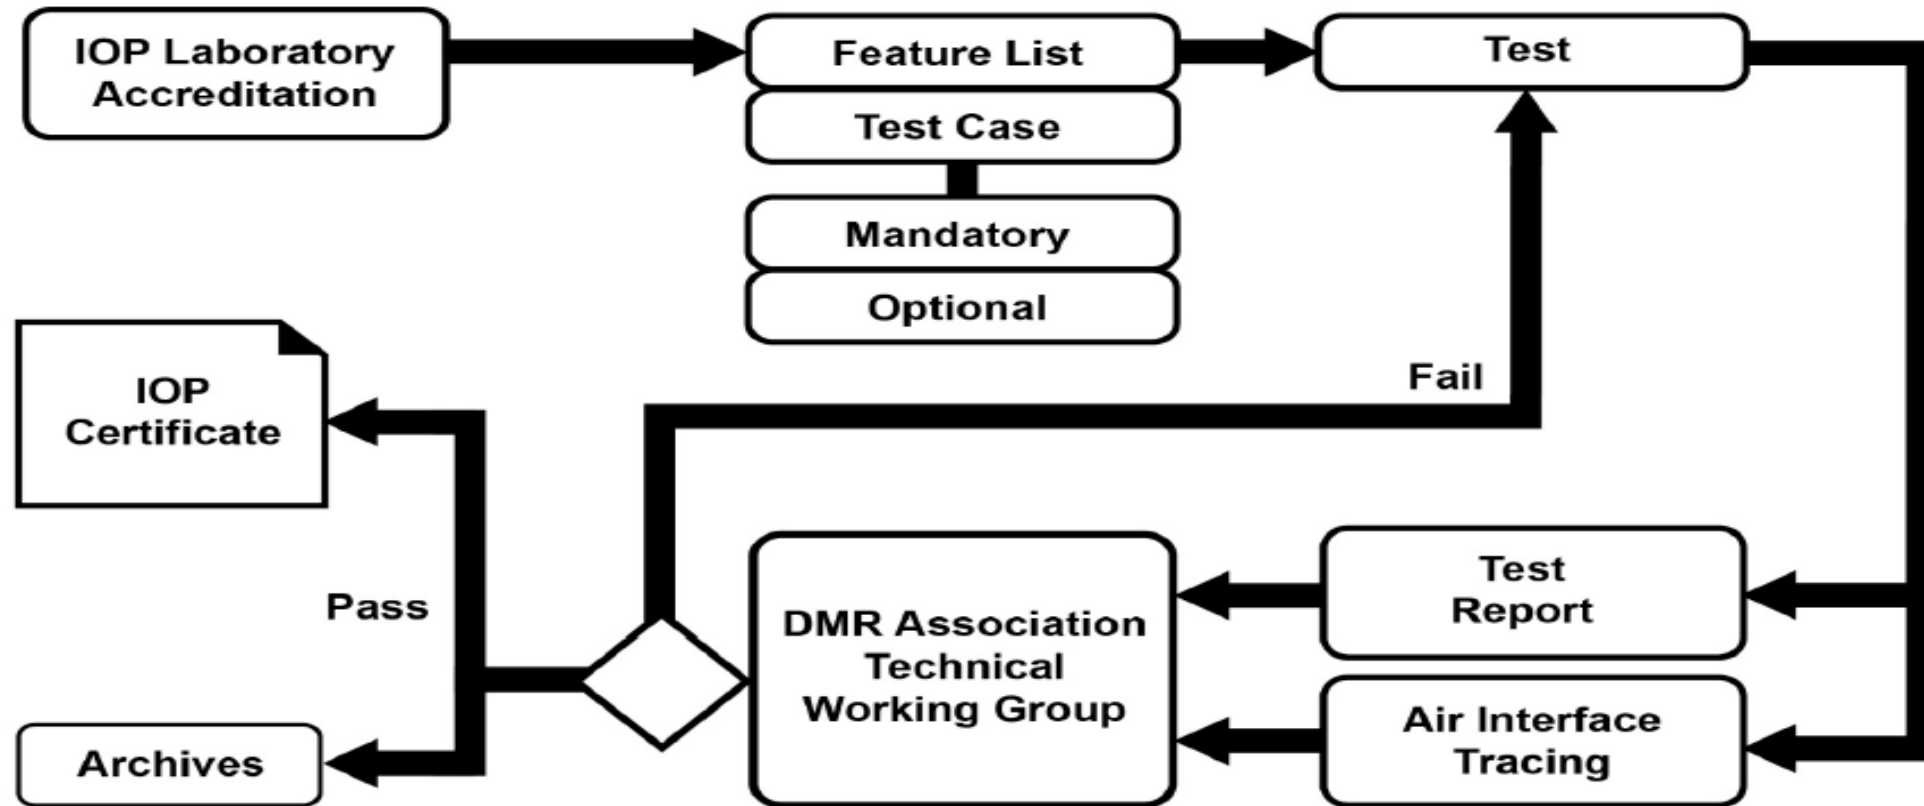 IOP Laboratory
Accreditation
Feature List
Test Case
Mandatory
Optional
Test
Fail
IOP
Certificate
Pass
Archives
DMR Association
Technical
Working Group
Test
Report
Air Interface
Tracing